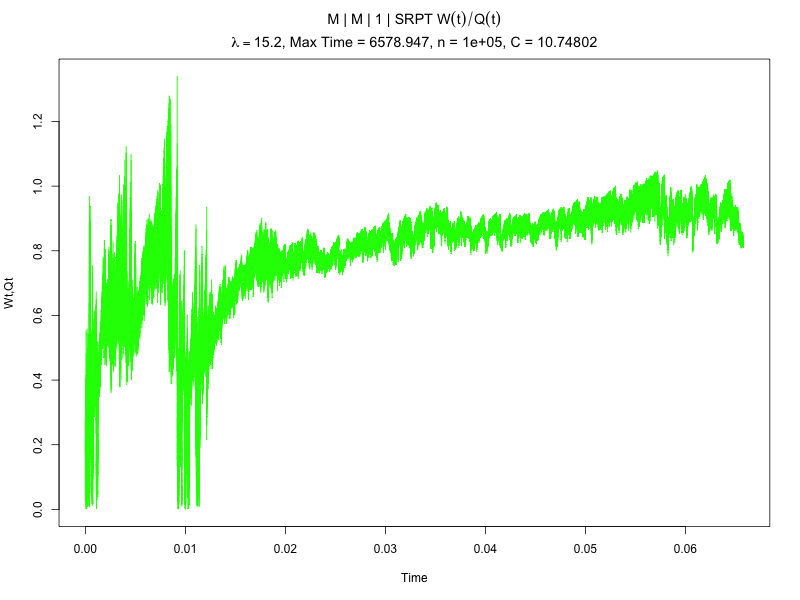 M | M | 1 | SRPT W(t)/Q(t)
λ = 15.2, Max Time = 6578.947, n = 1e+05, C = 10.74802
Wt,Qt
1.2
1.0
0.8
0.6
0.4
0.2
0.0
0.00 0.01 0.02 0.03 0.04 0.05 0.06
Time